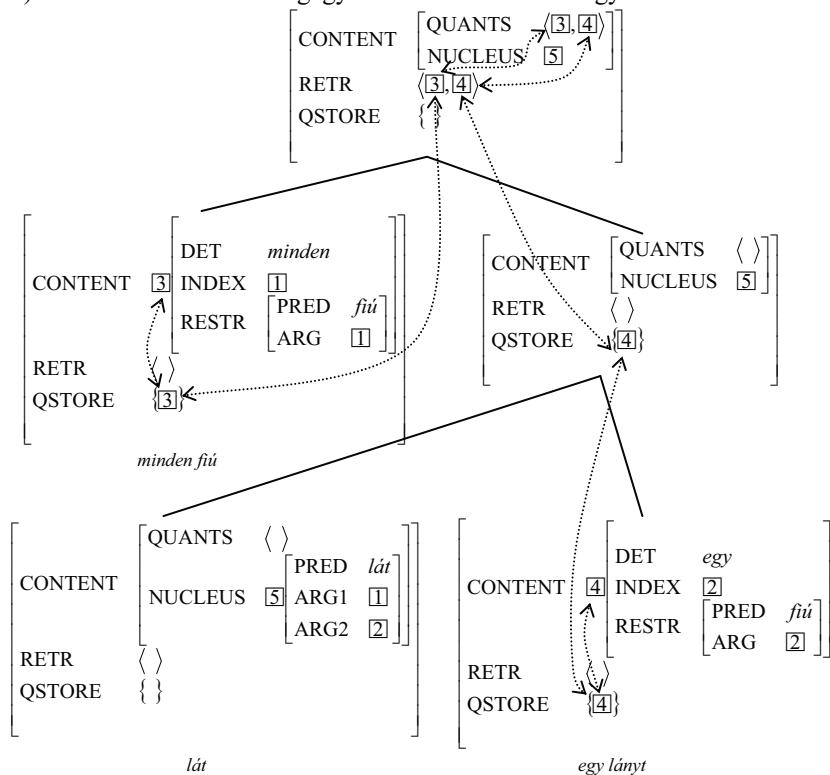 CONTENT [QUANTS ⟨[3],[4]⟩
NUCLEUS [5]]
RETR ⟨[3],[4]⟩
QSTORE { }
CONTENT [3] [DET minden
INDEX [1]
RESTR [PRED fiú
ARG [1]]]
RETR ⟨ ⟩
QSTORE {[3]}
minden fiú
CONTENT [QUANTS ⟨ ⟩
NUCLEUS [5]]
RETR ⟨ ⟩
QSTORE {[4]}
CONTENT [QUANTS ⟨ ⟩
NUCLEUS [5] [PRED lát
ARG1 [1]
ARG2 [2]]]
RETR ⟨ ⟩
QSTORE { }
lát
CONTENT [4] [DET egy
INDEX [2]
RESTR [PRED fiú
ARG [2]]]
RETR ⟨ ⟩
QSTORE {[4]}
egy lányt